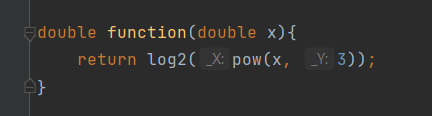 double function(double x){
return log2( _X: pow(x, _Y: 3));
}